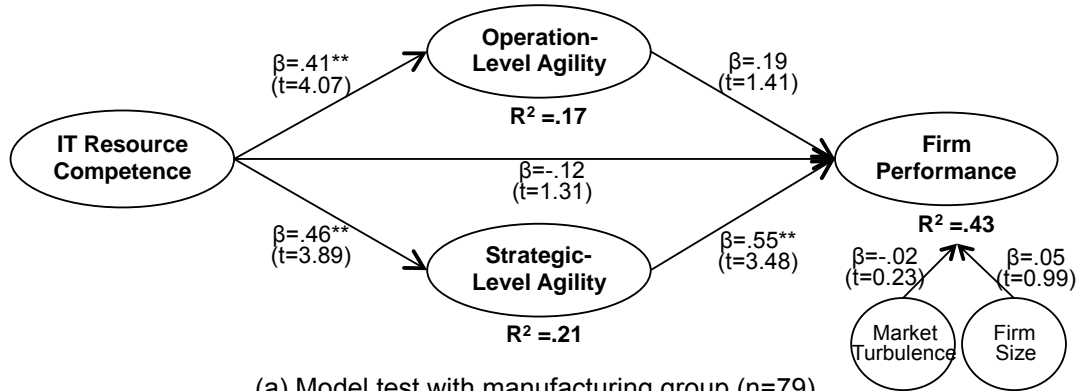 Operation-
Level Agility
R² =.17
β=.41**
(t=4.07)
β=.19
(t=1.41)
IT Resource
Competence
β=-.12
(t=1.31)
Firm
Performance
R² =.43
β=.46**
(t=3.89)
Strategic-
Level Agility
R² =.21
β=.55**
(t=3.48)
β=-.02
(t=0.23)
β=.05
(t=0.99)
Market
Turbulence
Firm
Size
(a) Model test with manufacturing group (n=79)